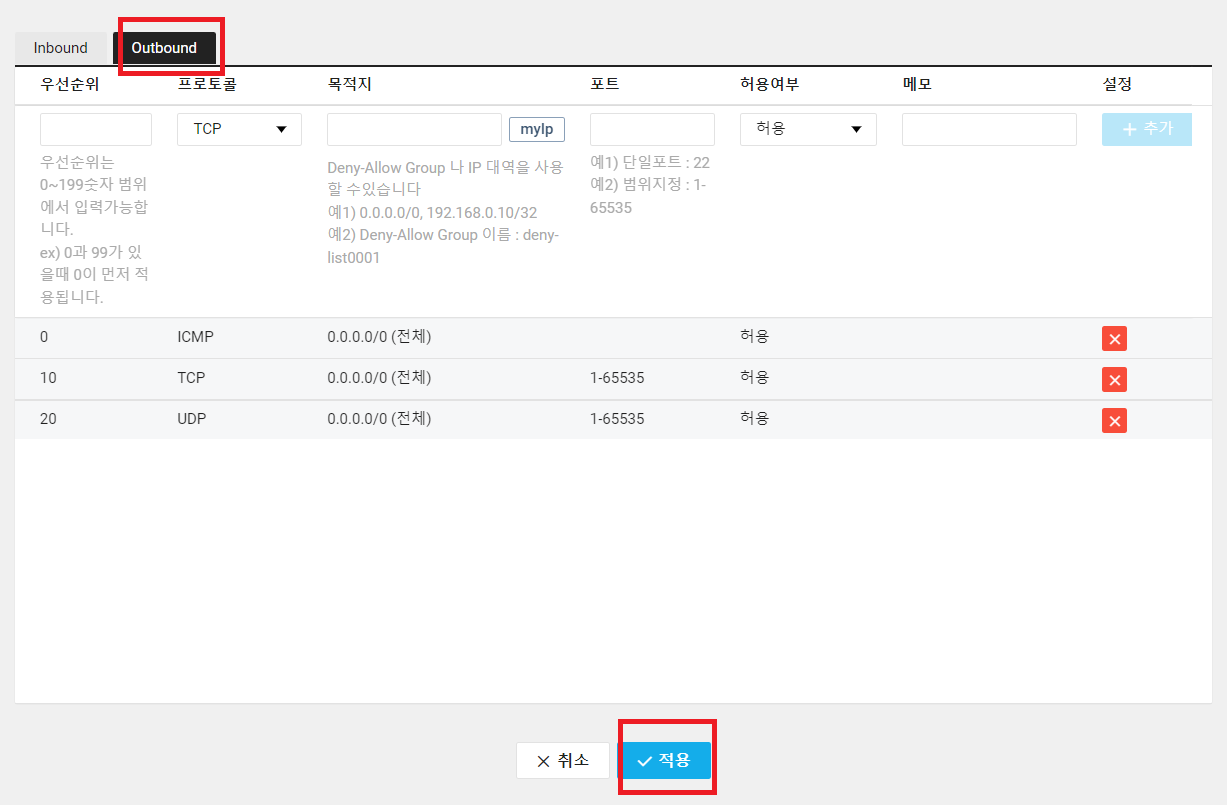 Inbound Outbound
우선순위 프로토콜 목적지 포트 허용여부 메모 설정
TCP myIp 허용 + 추가
우선순위는
0~199숫자 범위
에서 입력가능합
니다.
ex) 0과 99가 있
을때 0이 먼저 적
용됩니다.
Deny-Allow Group 나 IP 대역을 사용
할 수있습니다
예1) 0.0.0.0/0, 192.168.0.10/32
예2) Deny-Allow Group 이름 : deny-
list0001
예1) 단일포트 : 22
예2) 범위지정 : 1-
65535
0 ICMP 0.0.0.0/0 (전체) 허용
10 TCP 0.0.0.0/0 (전체) 1-65535 허용
20 UDP 0.0.0.0/0 (전체) 1-65535 허용
취소 적용